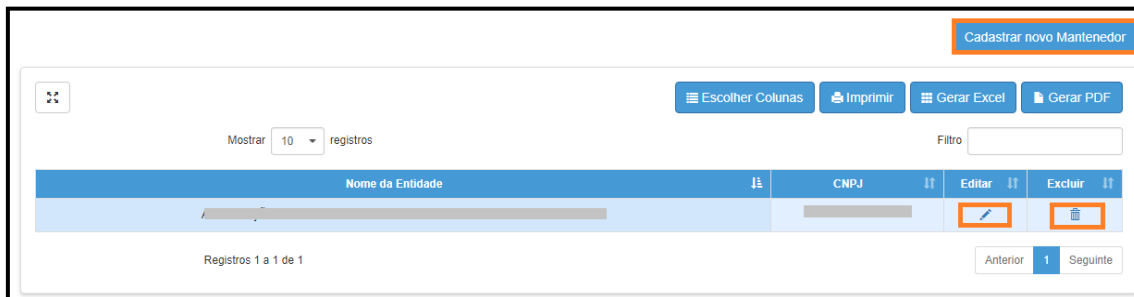 Cadastrar novo Mantenedor
Escolher Colunas Imprimir Gerar Excel Gerar PDF
Mostrar 10 registros Filtro
Nome da Entidade CNPJ Editar Excluir
Registros 1 a 1 de 1 Anterior 1 Seguinte